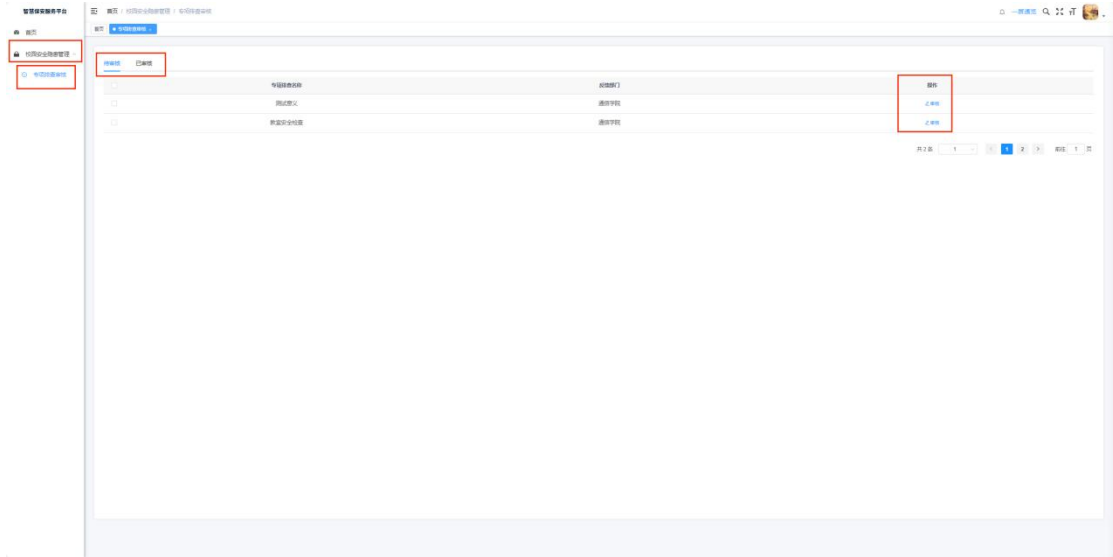 智慧保安服务平台
首页 / 校园安全隐患管理 / 专项排查审核
一屏通览
首页
首页
专项排查审核
校园安全隐患管理
专项排查审核
待审核
已审核
专项排查名称
反馈部门
操作
测试意义
通信学院
审核
教室安全检查
通信学院
审核
共 2 条
1
1
2
前往
1
页